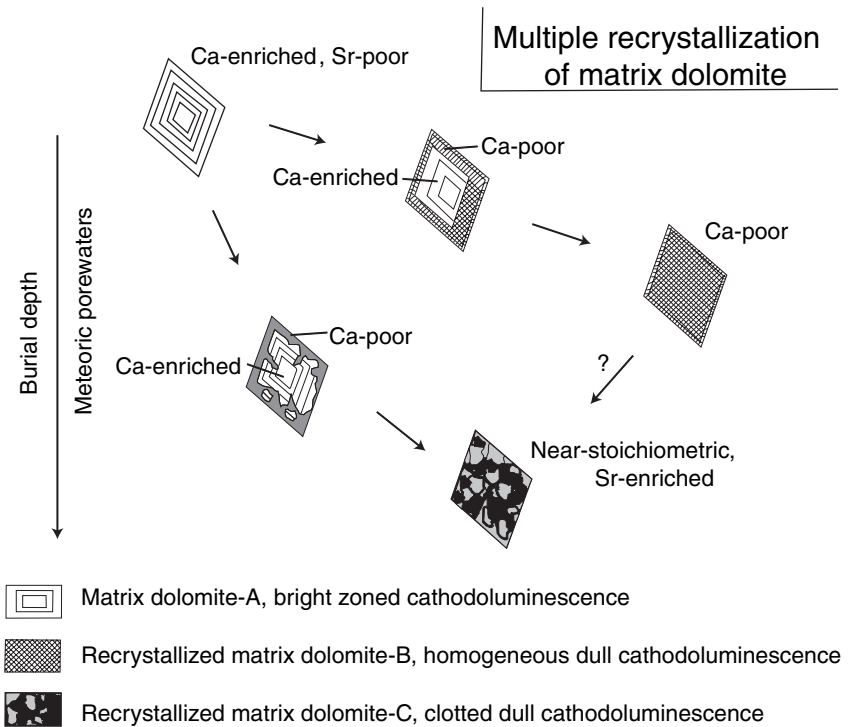 Multiple recrystallization
of matrix dolomite
Ca-enriched, Sr-poor
Ca-poor
Ca-enriched
Ca-poor
Ca-poor
Ca-enriched
?
Near-stoichiometric,
Sr-enriched
Burial depth
Meteoric porewaters
Matrix dolomite-A, bright zoned cathodoluminescence
Recrystallized matrix dolomite-B, homogeneous dull cathodoluminescence
Recrystallized matrix dolomite-C, clotted dull cathodoluminescence